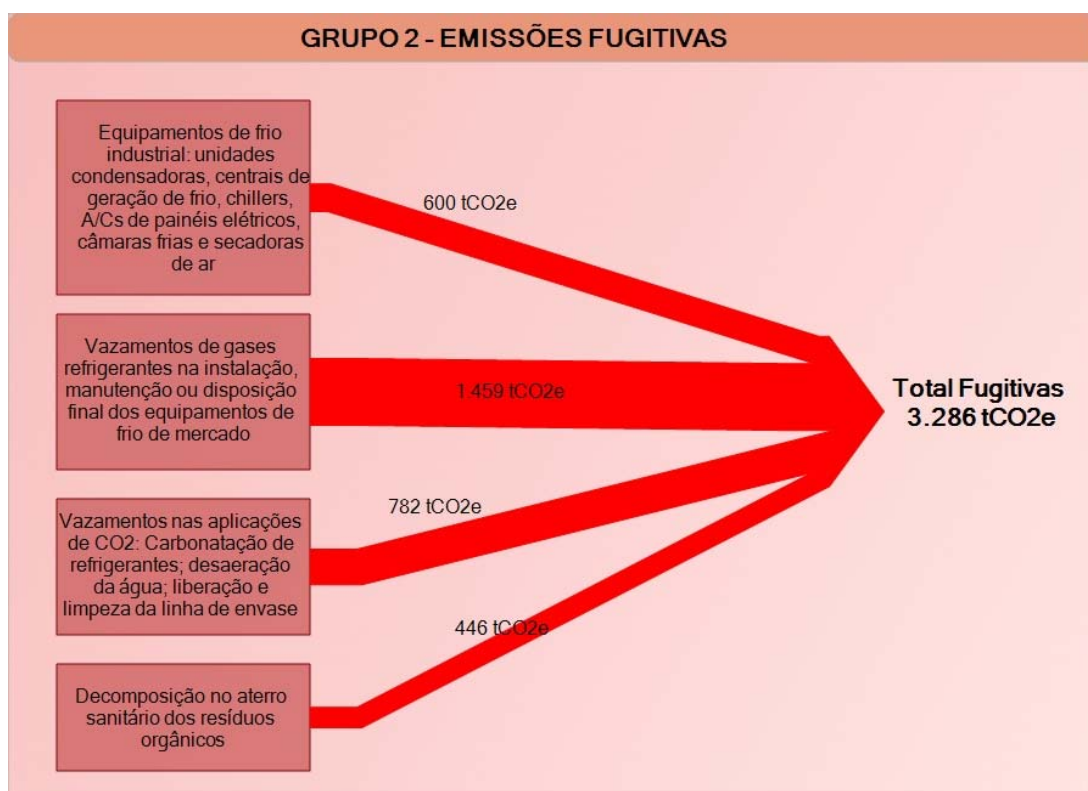 GRUPO 2 - EMISSÕES FUGITIVAS
Equipamentos de frio
industrial: unidades
condensadoras, centrais de
geração de frio, chillers,
A/Cs de painéis elétricos,
câmaras frias e secadoras
de ar
600 tCO2e
Vazamentos de gases
refrigerantes na instalação,
manutenção ou disposição
final dos equipamentos de
frio de mercado
1.459 tCO2e
Total Fugitivas
3.286 tCO2e
Vazamentos nas aplicações
de CO2: Carbonatação de
refrigerantes; desaeração
da água; liberação e
limpeza da linha de envase
782 tCO2e
446 tCO2e
Decomposição no aterro
sanitário dos resíduos
orgânicos